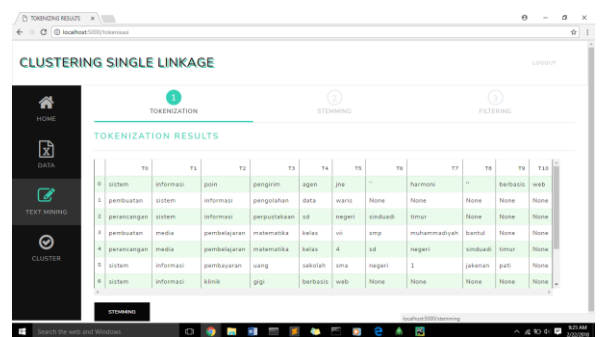 TOKENIZING RESULTS
localhost:5000/tokenisasi
CLUSTERING SINGLE LINKAGE
LOGOUT
HOME
DATA
TEXT MINING
CLUSTER
1 2 3
TOKENIZATION STEMMING FILTERING
TOKENIZATION RESULTS
T0 T1 T2 T3 T4 T5 T6 T7 T8 T9 T10
0 sistem informasi poin pengirim agen jne " harmoni " berbasis web
1 pembuatan sistem informasi pengolahan data waris None None None None None
2 perancangan sistem informasi perpustakaan sd negeri sinduadi timur None None None
3 pembuatan media pembelajaran matematika kelas vii smp muhammadiyah bantul None None
4 perancangan media pembelajaran matematika kelas 4 sd negeri sinduadi timur None
5 sistem informasi pembayaran uang sekolah sma negeri 1 jakenan pati None
6 sistem informasi klinik gigi berbasis web None None None None None
STEMMING
localhost:5000/stemming
Search the web and Windows
9:25 AM
2/22/2018